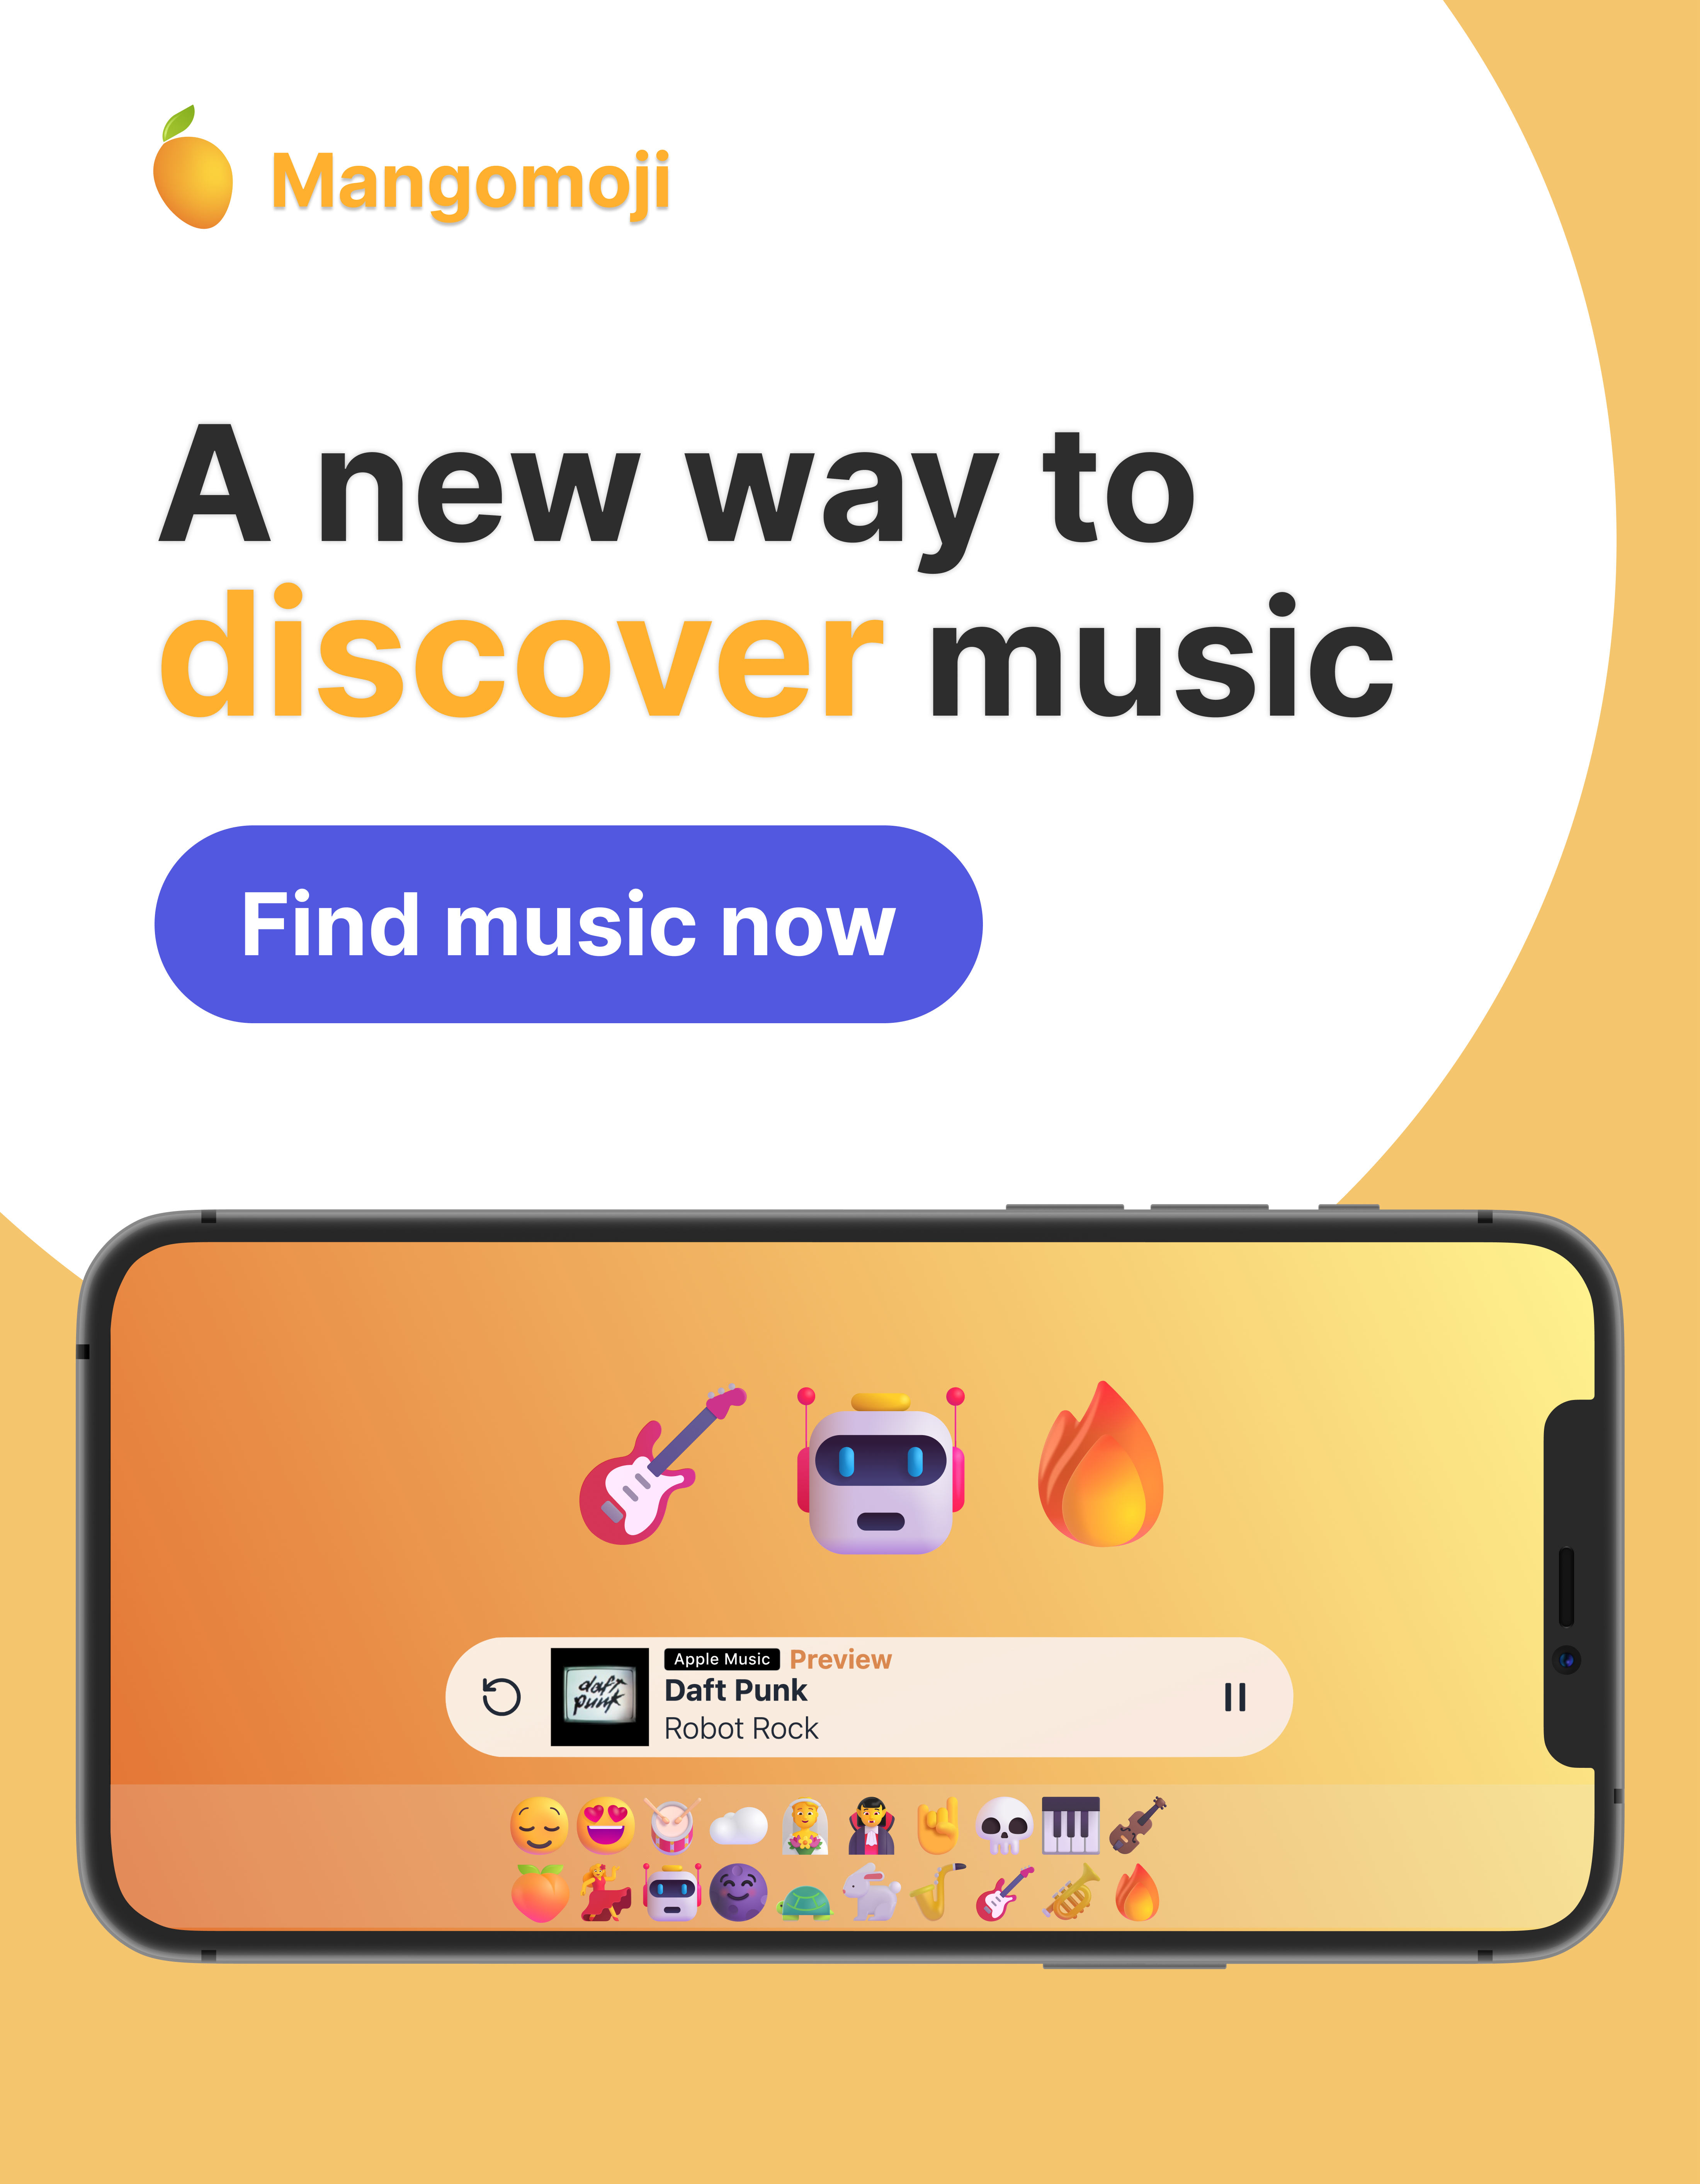 Mangomoji
A new way to
discover music
Find music now
Apple Music Preview
daft
punk
Daft Punk
Robot Rock